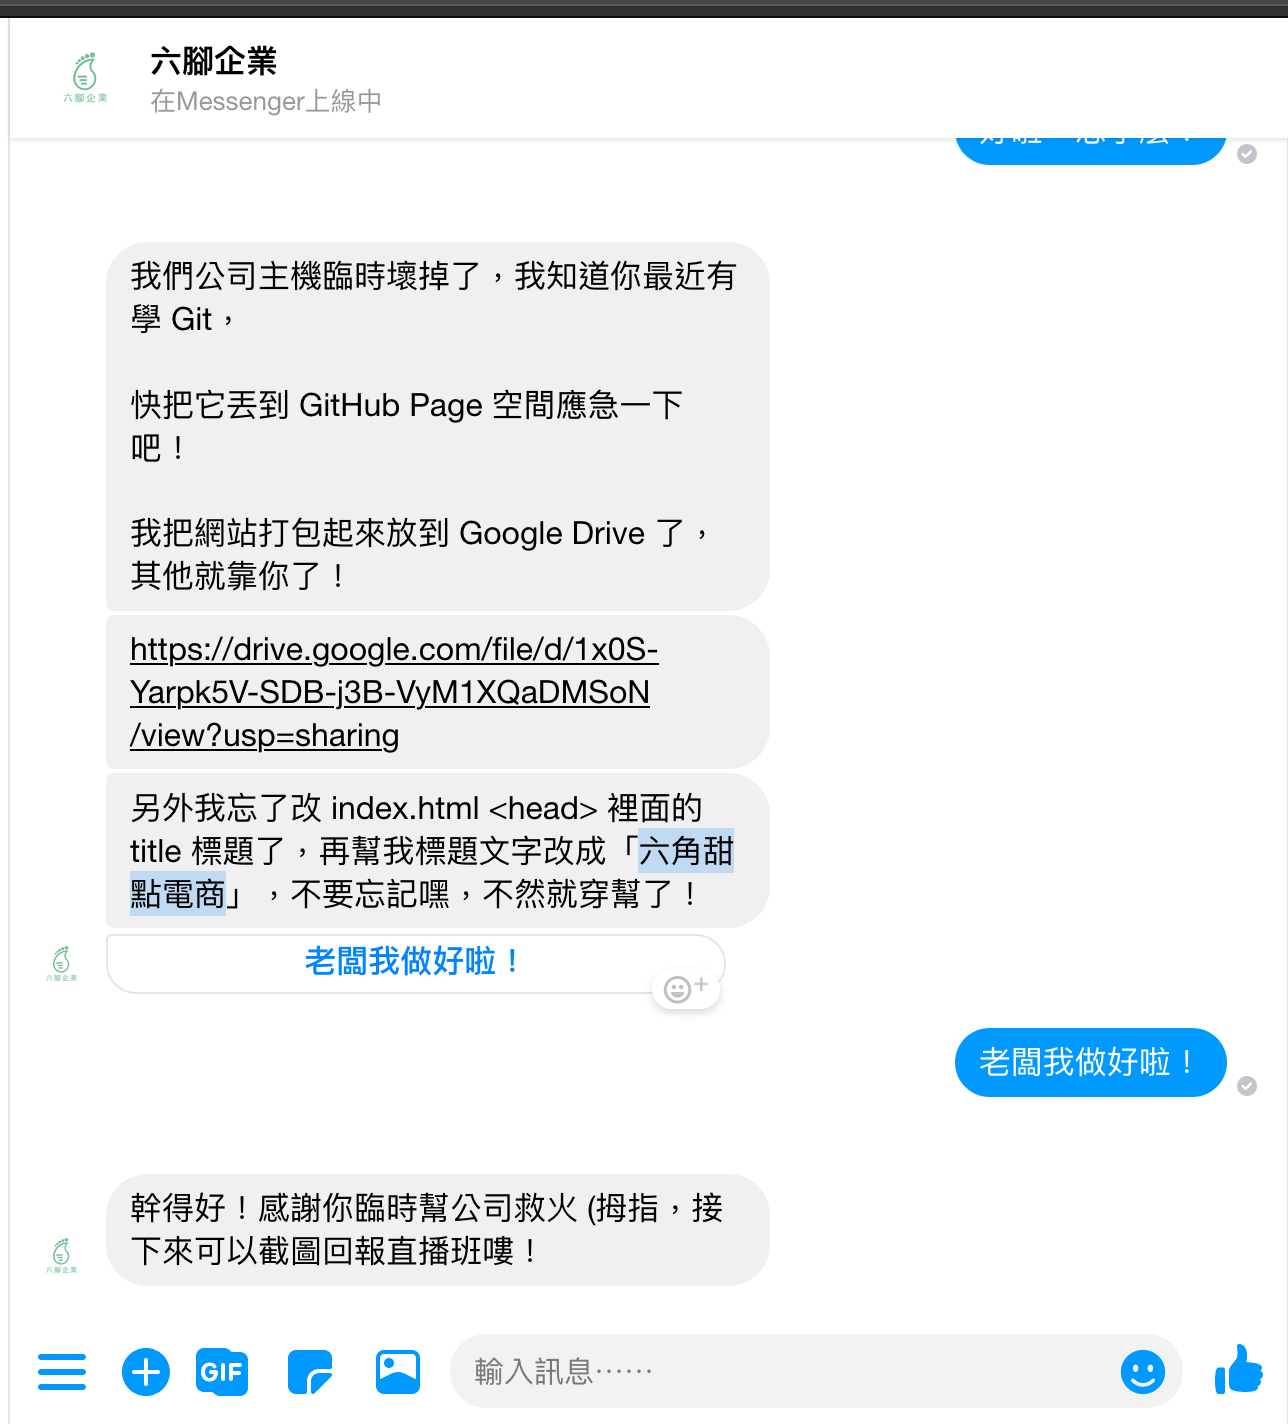 六腳企業
六腳企業
在Messenger上線中
我們公司主機臨時壞掉了，我知道你最近有
學 Git，
快把它丟到 GitHub Page 空間應急一下
吧！
我把網站打包起來放到 Google Drive 了，
其他就靠你了！
https://drive.google.com/file/d/1x0S-
Yarpk5V-SDB-j3B-VyM1XQaDMSoN
/view?usp=sharing
另外我忘了改 index.html <head> 裡面的
title 標題了，再幫我標題文字改成「六角甜
點電商」，不要忘記嘿，不然就穿幫了！
六腳企業
老闆我做好啦！
老闆我做好啦！
幹得好！感謝你臨時幫公司救火 (拇指，接
下來可以截圖回報直播班嘍！
六腳企業
GIF
輸入訊息……